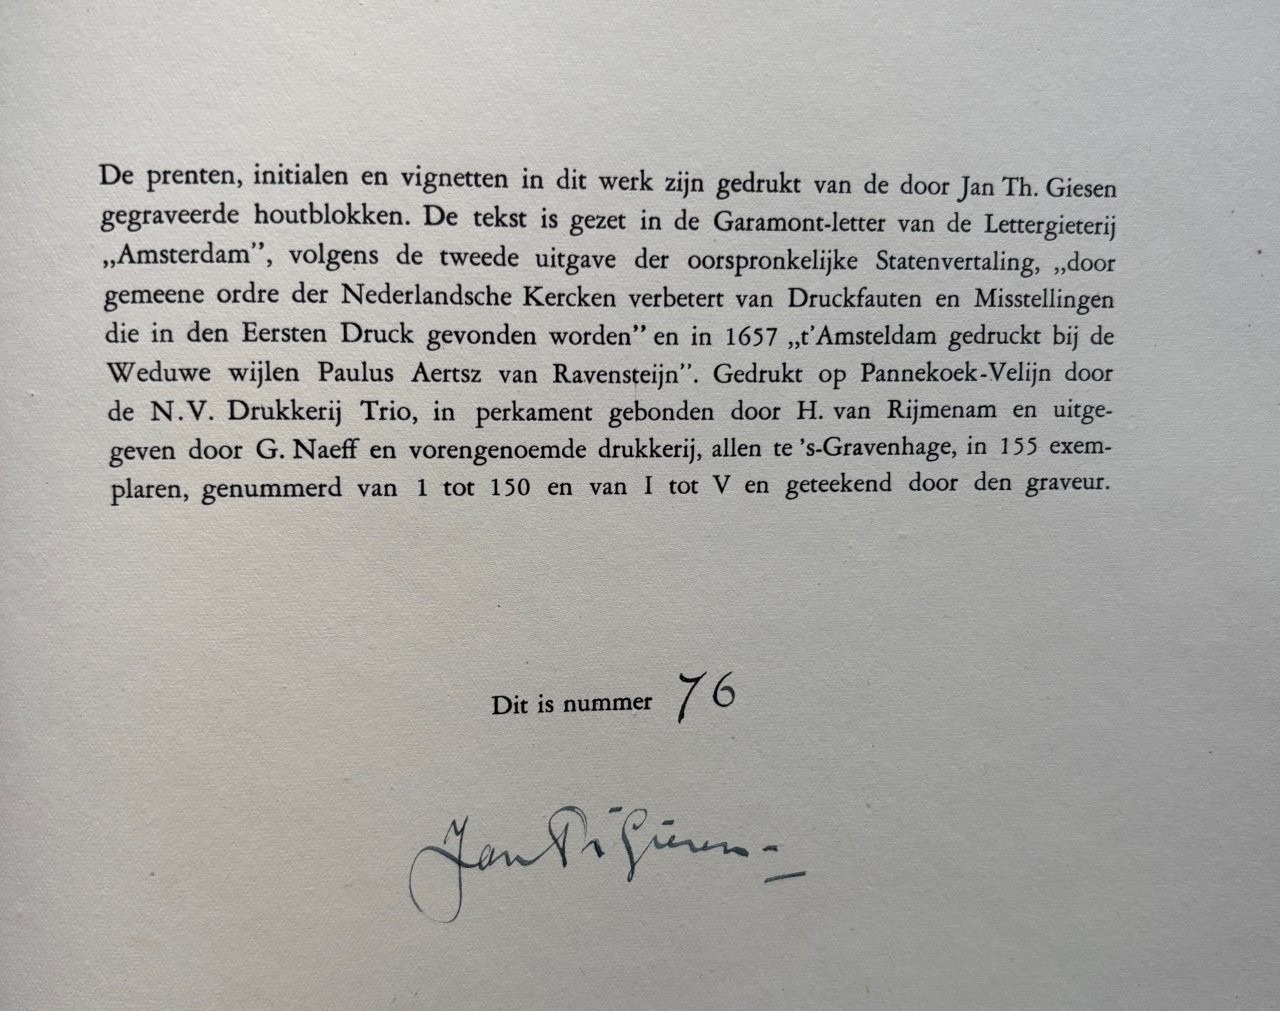 De prenten, initialen en vignetten in dit werk zijn gedrukt van de door Jan Th. Giesen
gegraveerde houtblokken. De tekst is gezet in de Garamont-letter van de Lettergieterij
„Amsterdam”, volgens de tweede uitgave der oorspronkelijke Statenvertaling, „door
gemeene ordre der Nederlandsche Kercken verbetert van Druckfauten en Misstellingen
die in den Eersten Druck gevonden worden” en in 1657 „t’Amsteldam gedruckt bij de
Weduwe wijlen Paulus Aertsz van Ravensteijn”. Gedrukt op Pannekoek-Velijn door
de N.V. Drukkerij Trio, in perkament gebonden door H. van Rijmenam en uitge-
geven door G. Naeff en vorengenoemde drukkerij, allen te ’s-Gravenhage, in 155 exem-
plaren, genummerd van 1 tot 150 en van I tot V en geteekend door den graveur.
Dit is nummer 76
Jan Th Giesen